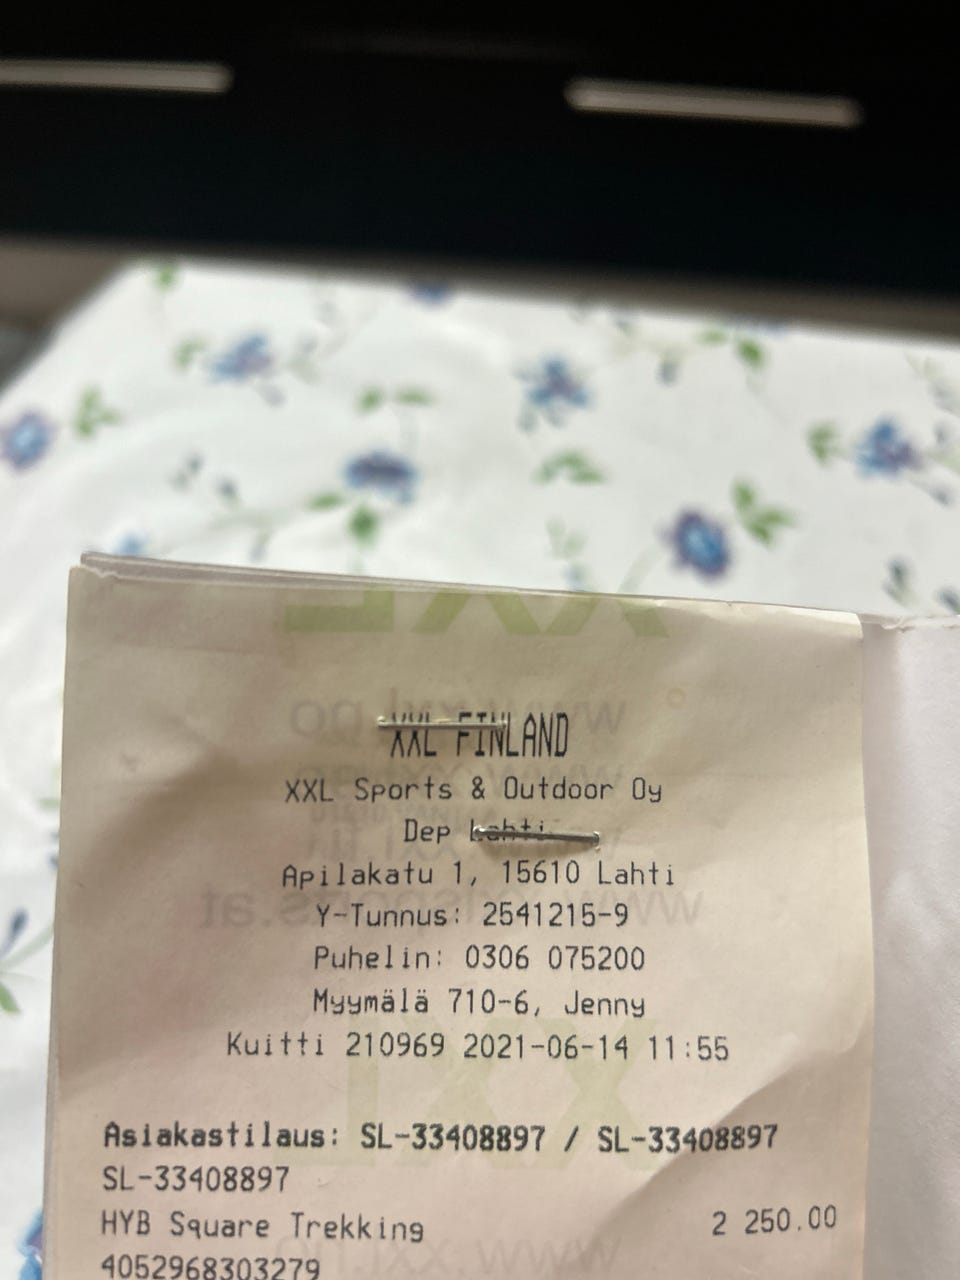 XXL FINLAND
XXL Sports & Outdoor Oy
Dep Lahti
Apilakatu 1, 15610 Lahti
Y-Tunnus: 2541215-9
Puhelin: 0306 075200
Myymälä 710-6, Jenny
Kuitti 210969 2021-06-14 11:55
Asiakastilaus: SL-33408897 / SL-33408897
SL-33408897
HYB Square Trekking 2 250.00
4052968303279